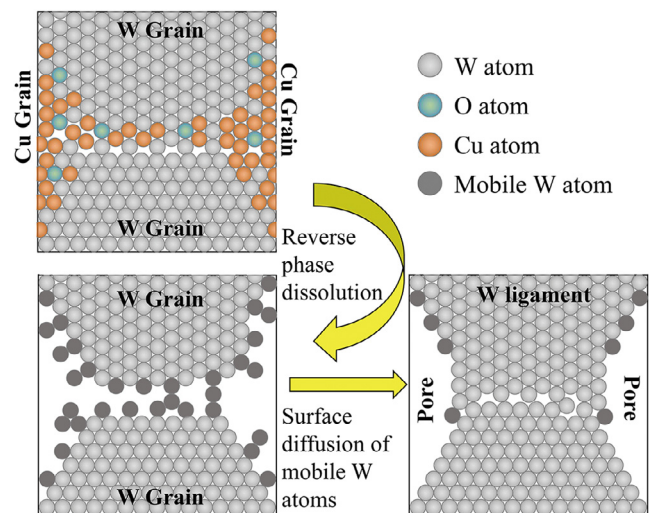 W Grain
Cu Grain
Cu Grain
W Grain
W atom
O atom
Cu atom
Mobile W atom
Reverse
phase
dissolution
W Grain
W Grain
Surface
diffusion of
mobile W
atoms
W ligament
Pore
Pore